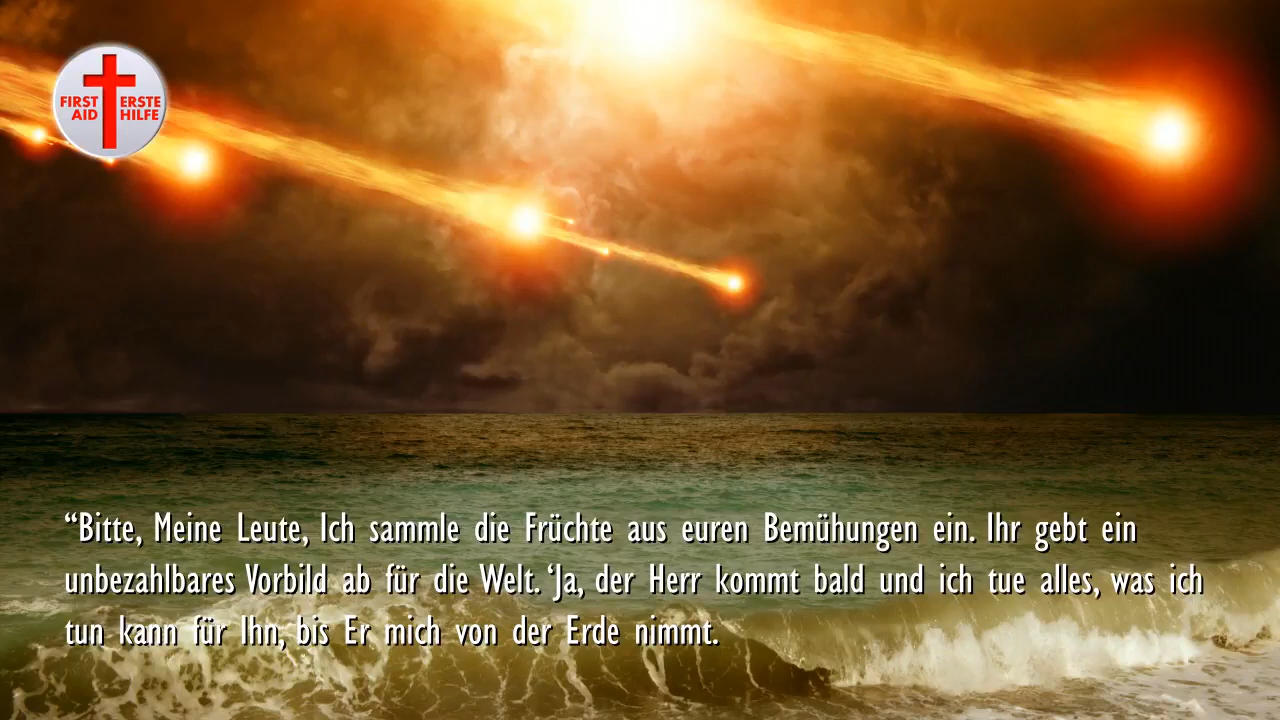 FIRST ERSTE
AID HILFE
“Bitte, Meine Leute, Ich sammle die Früchte aus euren Bemühungen ein. Ihr gebt ein
unbezahlbares Vorbild ab für die Welt. ‘Ja, der Herr kommt bald und ich tue alles, was ich
tun kann für Ihn, bis Er mich von der Erde nimmt.